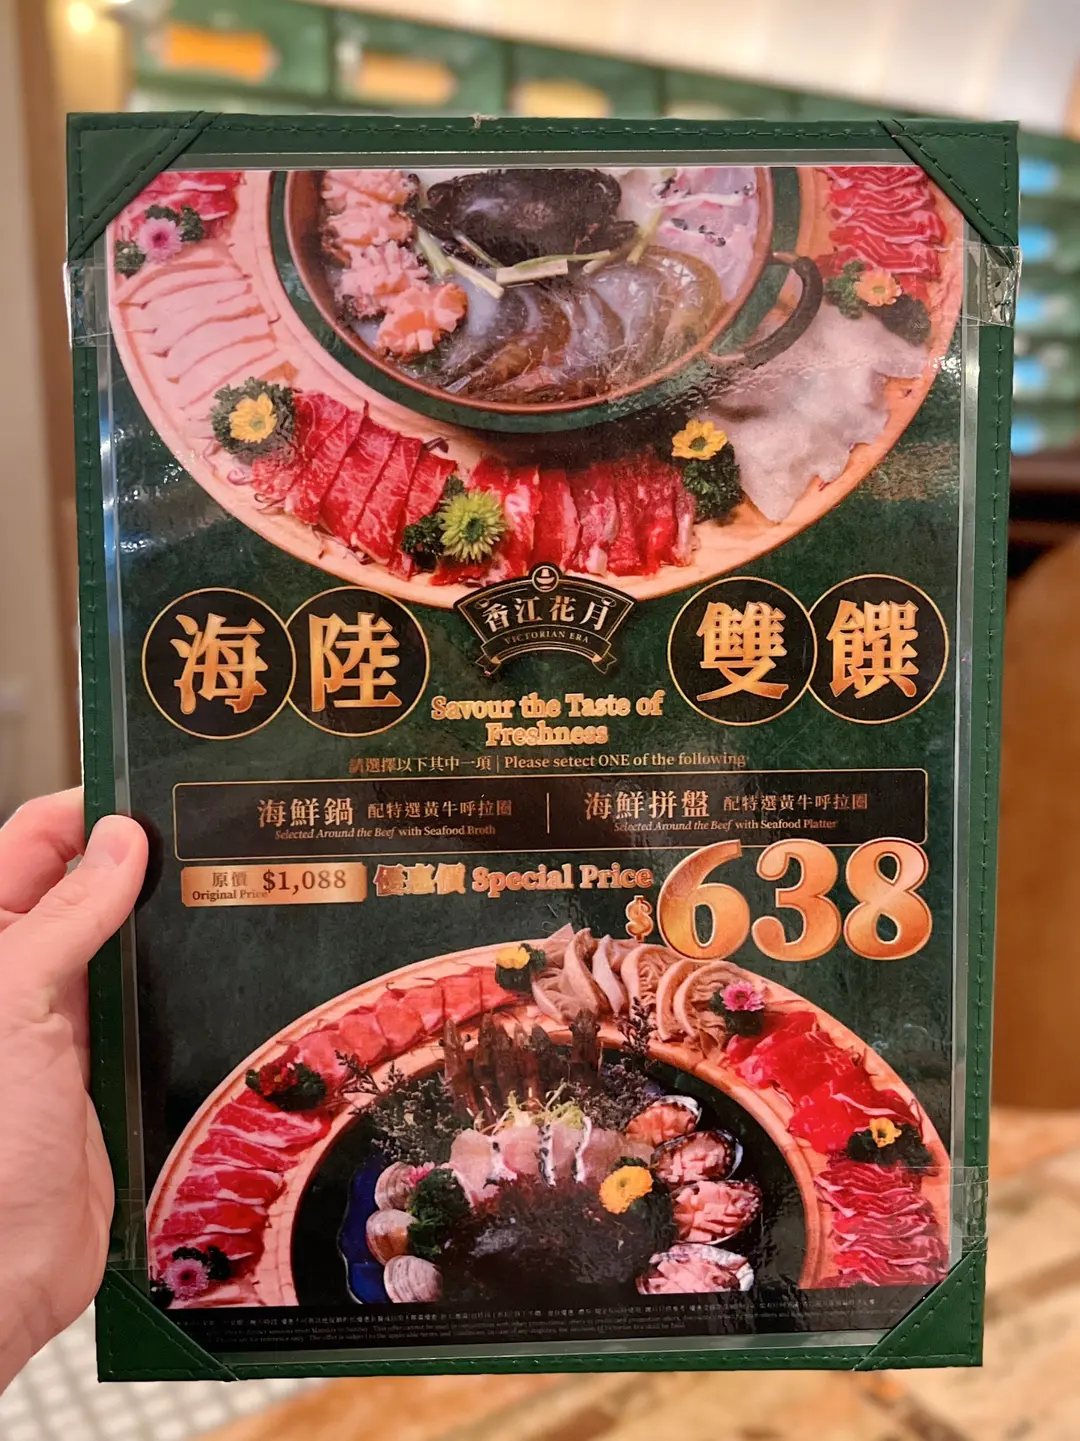 香江花月
VICTORIAN ERA
海陸雙饌
Savour the Taste of
Freshness
請選擇以下其中一項 | Please setect ONE of the following
海鮮鍋 配特選黃牛呼拉圈
Selected Around the Beef with Seafood Broth
海鮮拼盤 配特選黃牛呼拉圈
Selected Around the Beef with Seafood Platter
原價 $1,088
Original Price
優惠價 Special Price
$638